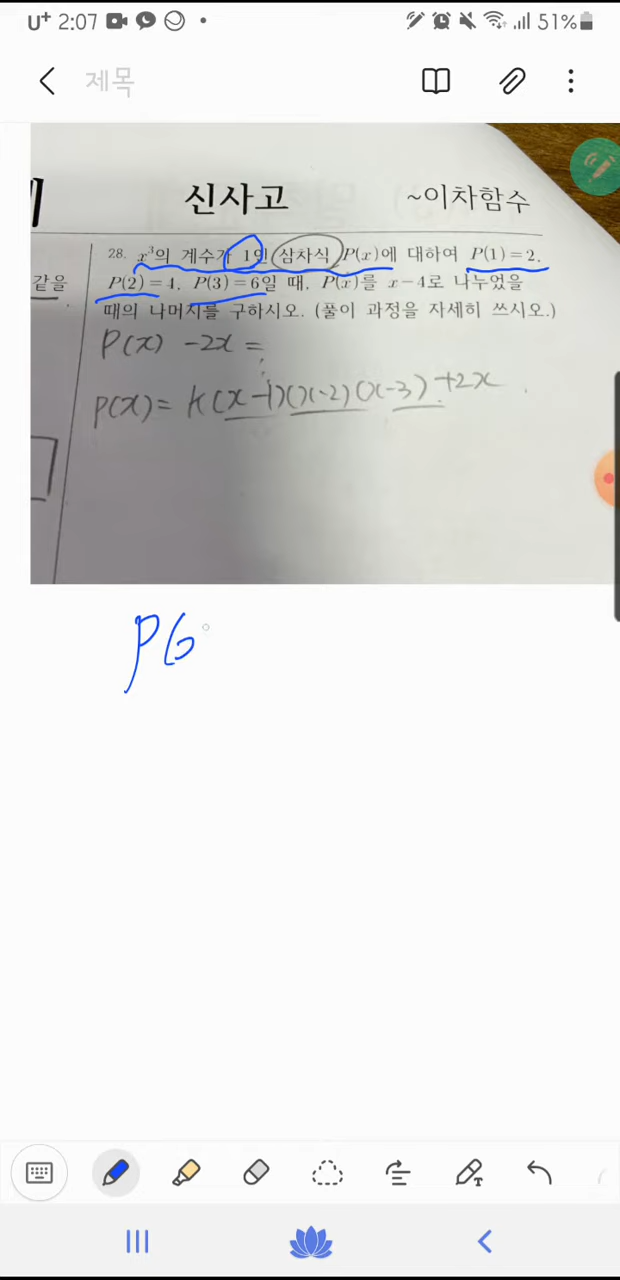 U+ 2:07 51%
제목
신사고 ~이차함수
28. x³의 계수가 1인 삼차식 P(x)에 대하여 P(1)=2.
같을 P(2)=4, P(3)=6일 때, P(x)를 x-4로 나누었을
때의 나머지를 구하시오. (풀이 과정을 자세히 쓰시오.)
P(x) -2x =
P(x)= k(x-1)(x-2)(x-3)+2x
P(
T